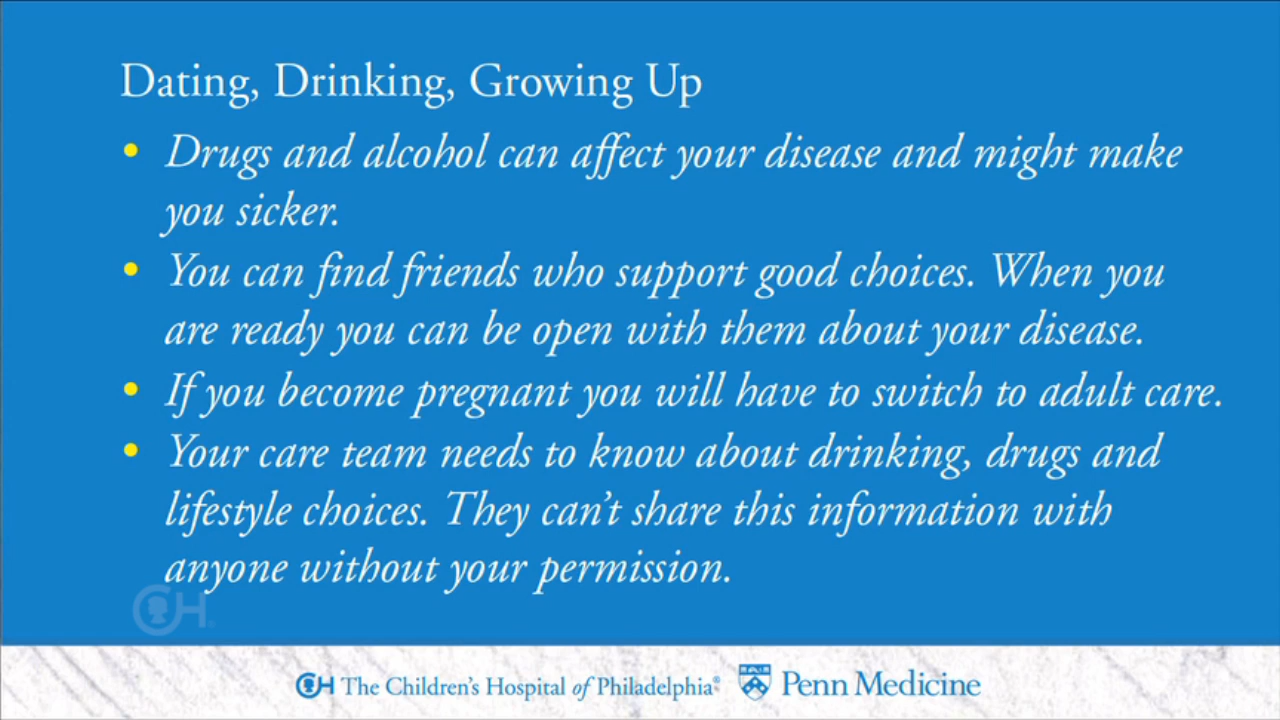 Dating, Drinking, Growing Up
• Drugs and alcohol can affect your disease and might make
you sicker.
• You can find friends who support good choices. When you
are ready you can be open with them about your disease.
• If you become pregnant you will have to switch to adult care.
• Your care team needs to know about drinking, drugs and
lifestyle choices. They can't share this information with
anyone without your permission.
CH®
CH The Children's Hospital of Philadelphia® Penn Medicine